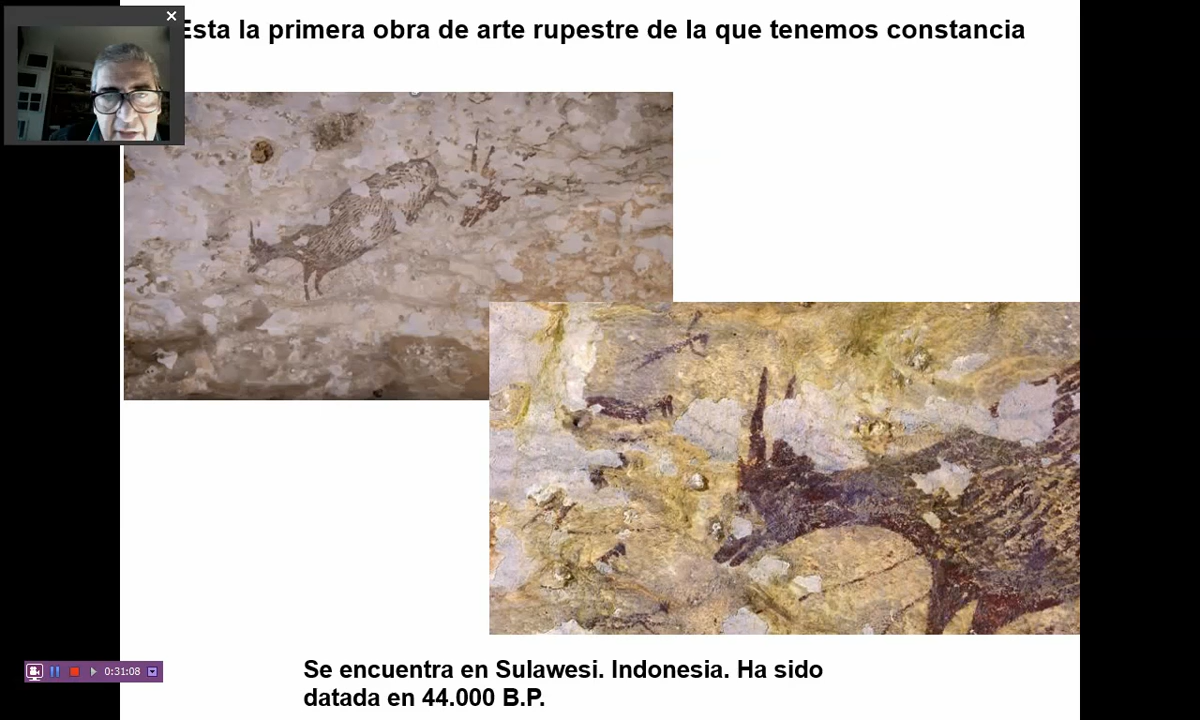 Esta la primera obra de arte rupestre de la que tenemos constancia
0:31:08
Se encuentra en Sulawesi. Indonesia. Ha sido
datada en 44.000 B.P.